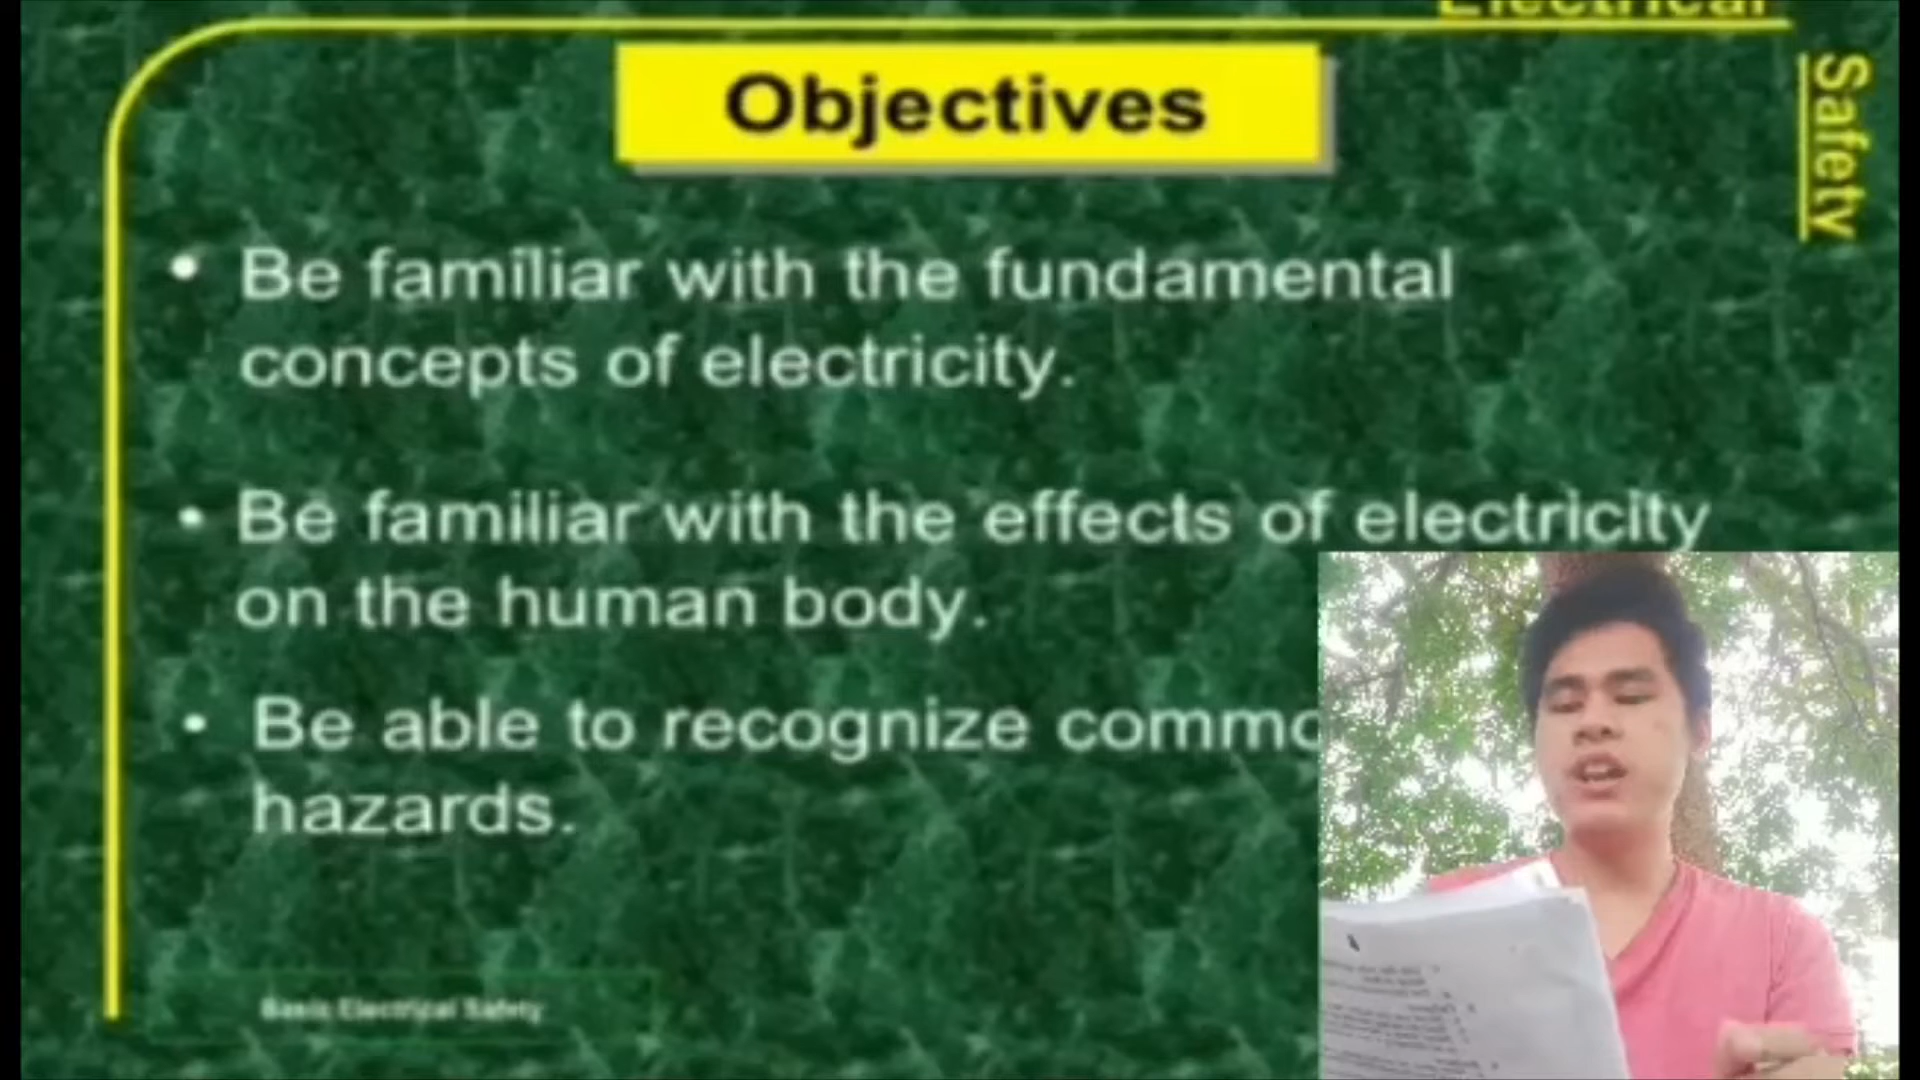 Electrical
Safety
Objectives
• Be familiar with the fundamental
concepts of electricity.
• Be familiar with the effects of electricity
on the human body.
• Be able to recognize commo
hazards.
Basic Electrical Safety